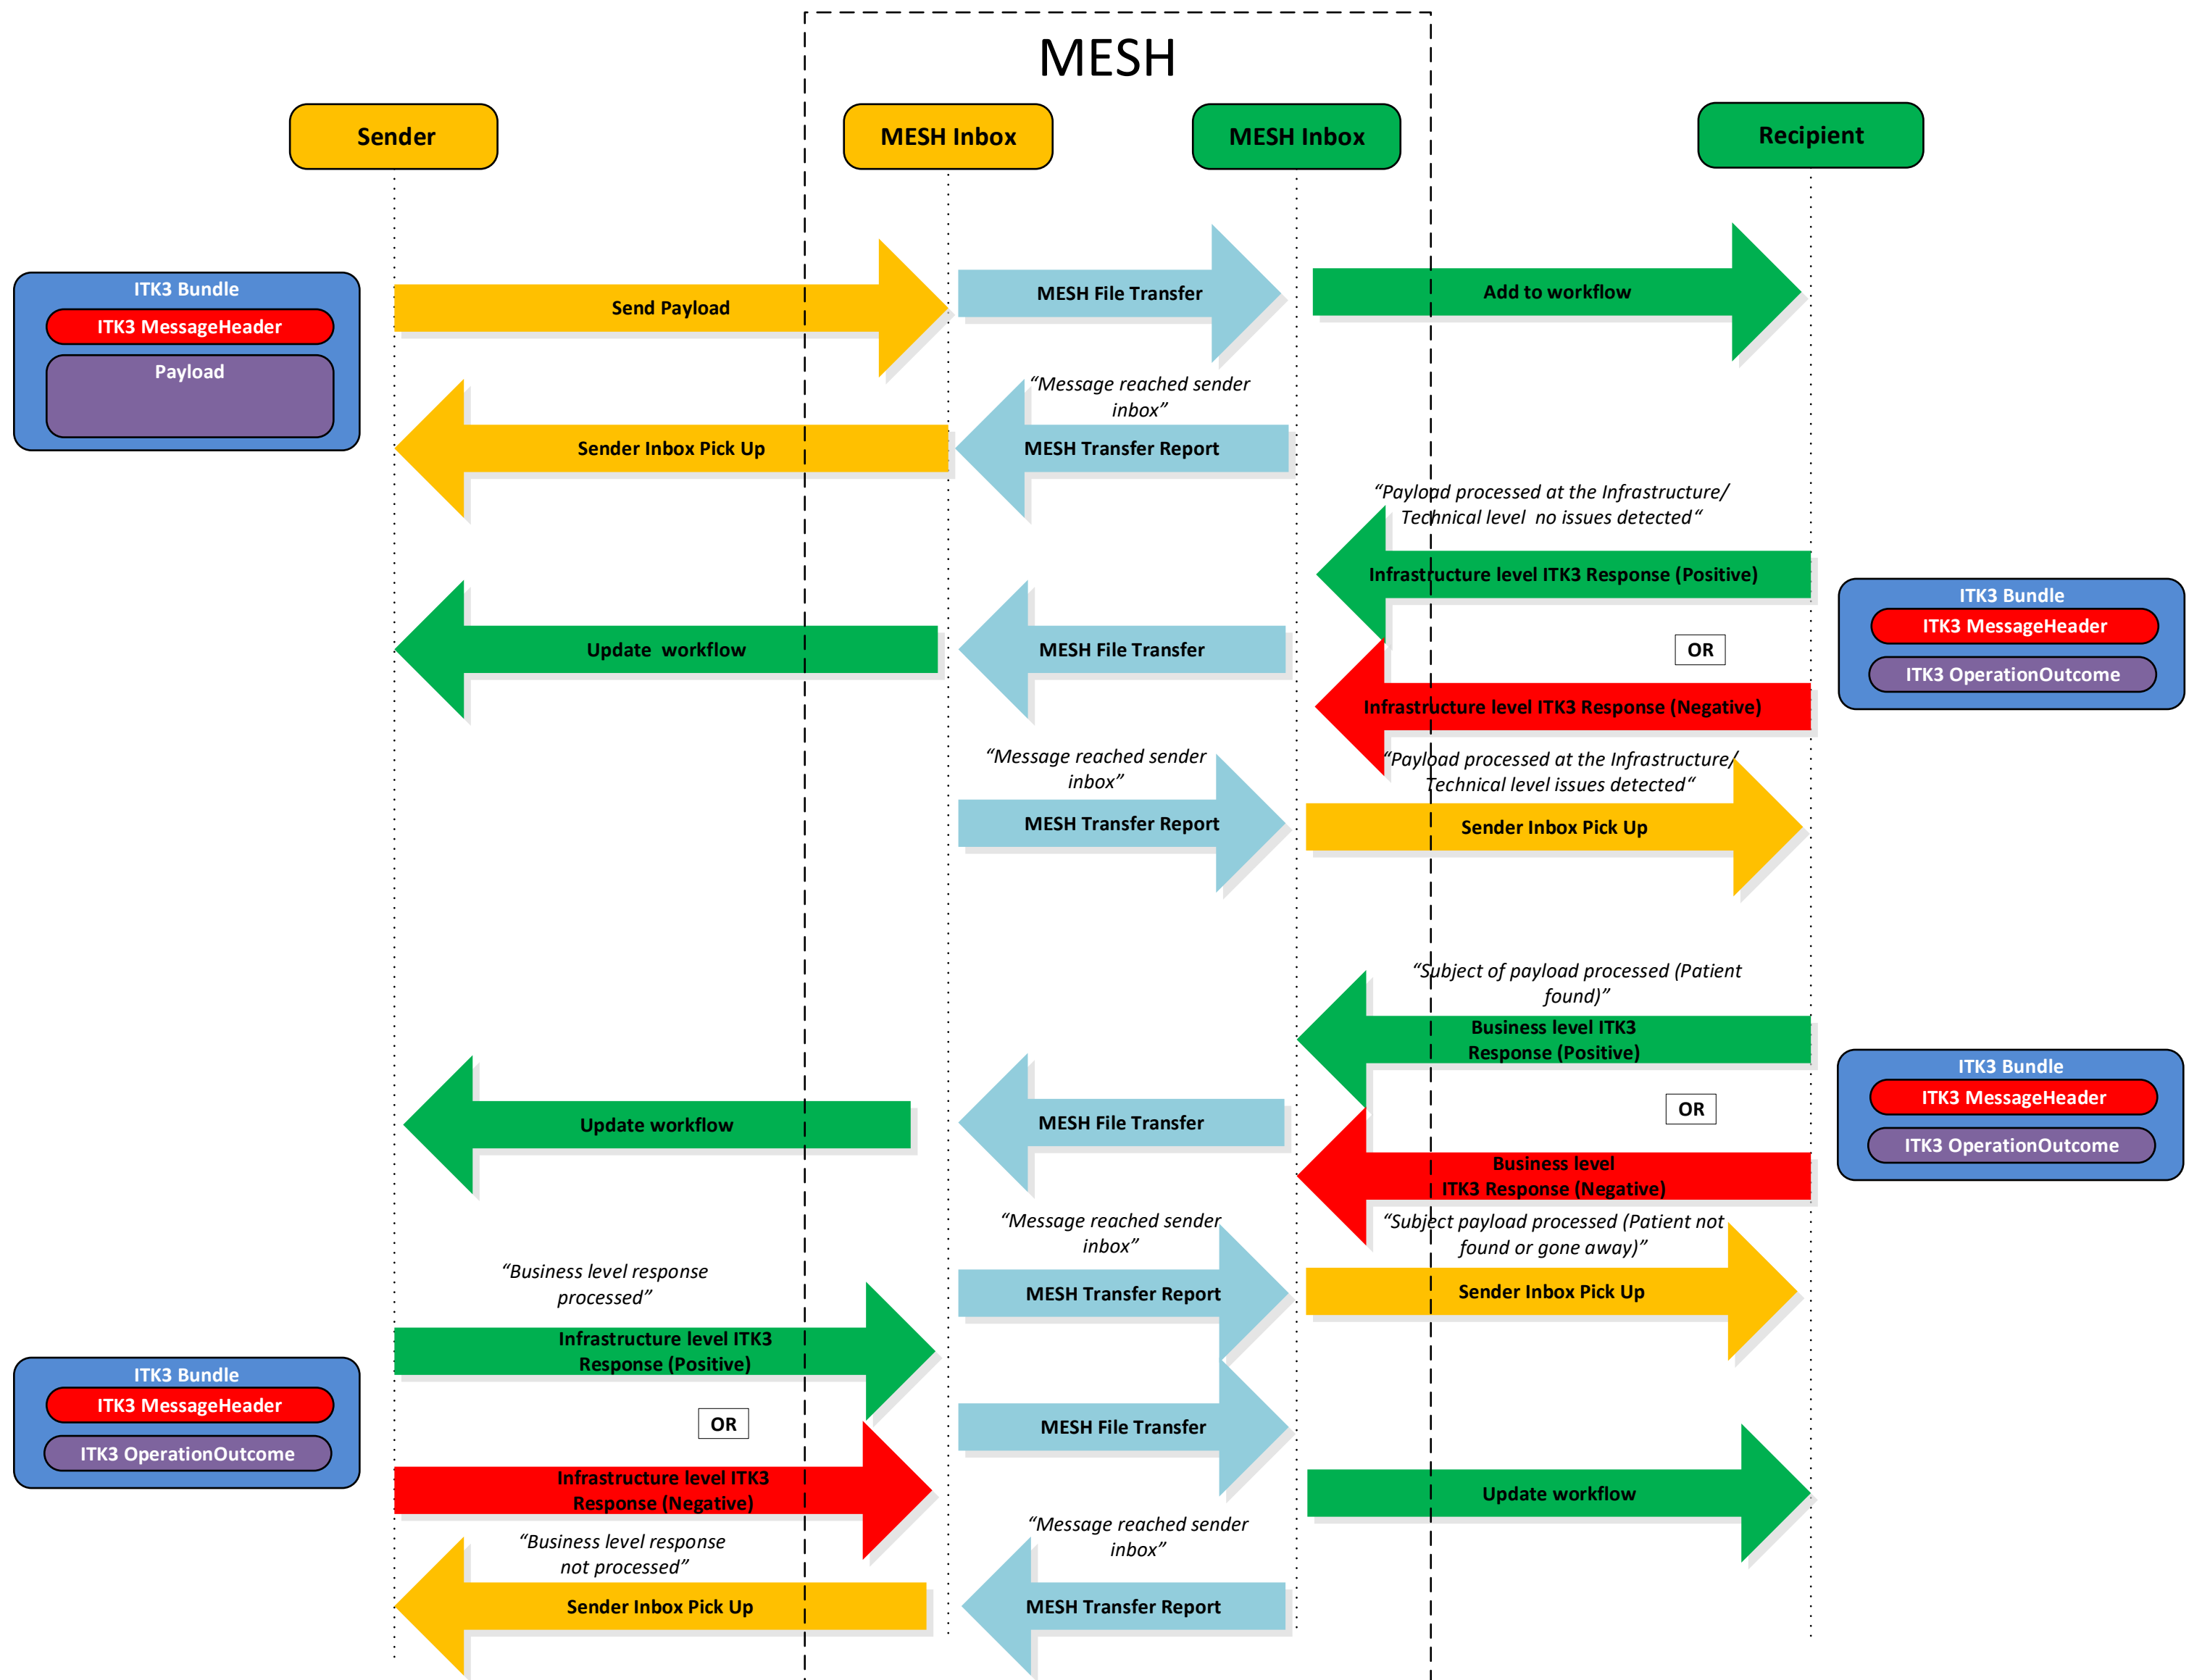 MESH
Sender
MESH Inbox
MESH Inbox
Recipient
ITK3 Bundle
ITK3 MessageHeader
Payload
Send Payload
MESH File Transfer
Add to workflow
“Message reached sender
inbox”
Sender Inbox Pick Up
MESH Transfer Report
“Payload processed at the Infrastructure/
Technical level  no issues detected“
Infrastructure level ITK3 Response (Positive)
ITK3 Bundle
ITK3 MessageHeader
ITK3 OperationOutcome
Update  workflow
MESH File Transfer
OR
Infrastructure level ITK3 Response (Negative)
“Payload processed at the Infrastructure/
Technical level issues detected“
“Message reached sender
inbox”
MESH Transfer Report
Sender Inbox Pick Up
“Subject of payload processed (Patient
found)”
Business level ITK3
Response (Positive)
ITK3 Bundle
ITK3 MessageHeader
ITK3 OperationOutcome
Update workflow
MESH File Transfer
OR
Business level
ITK3 Response (Negative)
“Message reached sender
inbox”
“Subject payload processed (Patient not
found or gone away)”
MESH Transfer Report
Sender Inbox Pick Up
“Business level response
processed”
Infrastructure level ITK3
Response (Positive)
ITK3 Bundle
ITK3 MessageHeader
ITK3 OperationOutcome
OR
MESH File Transfer
Infrastructure level ITK3
Response (Negative)
Update workflow
“Business level response
not processed”
“Message reached sender
inbox”
Sender Inbox Pick Up
MESH Transfer Report